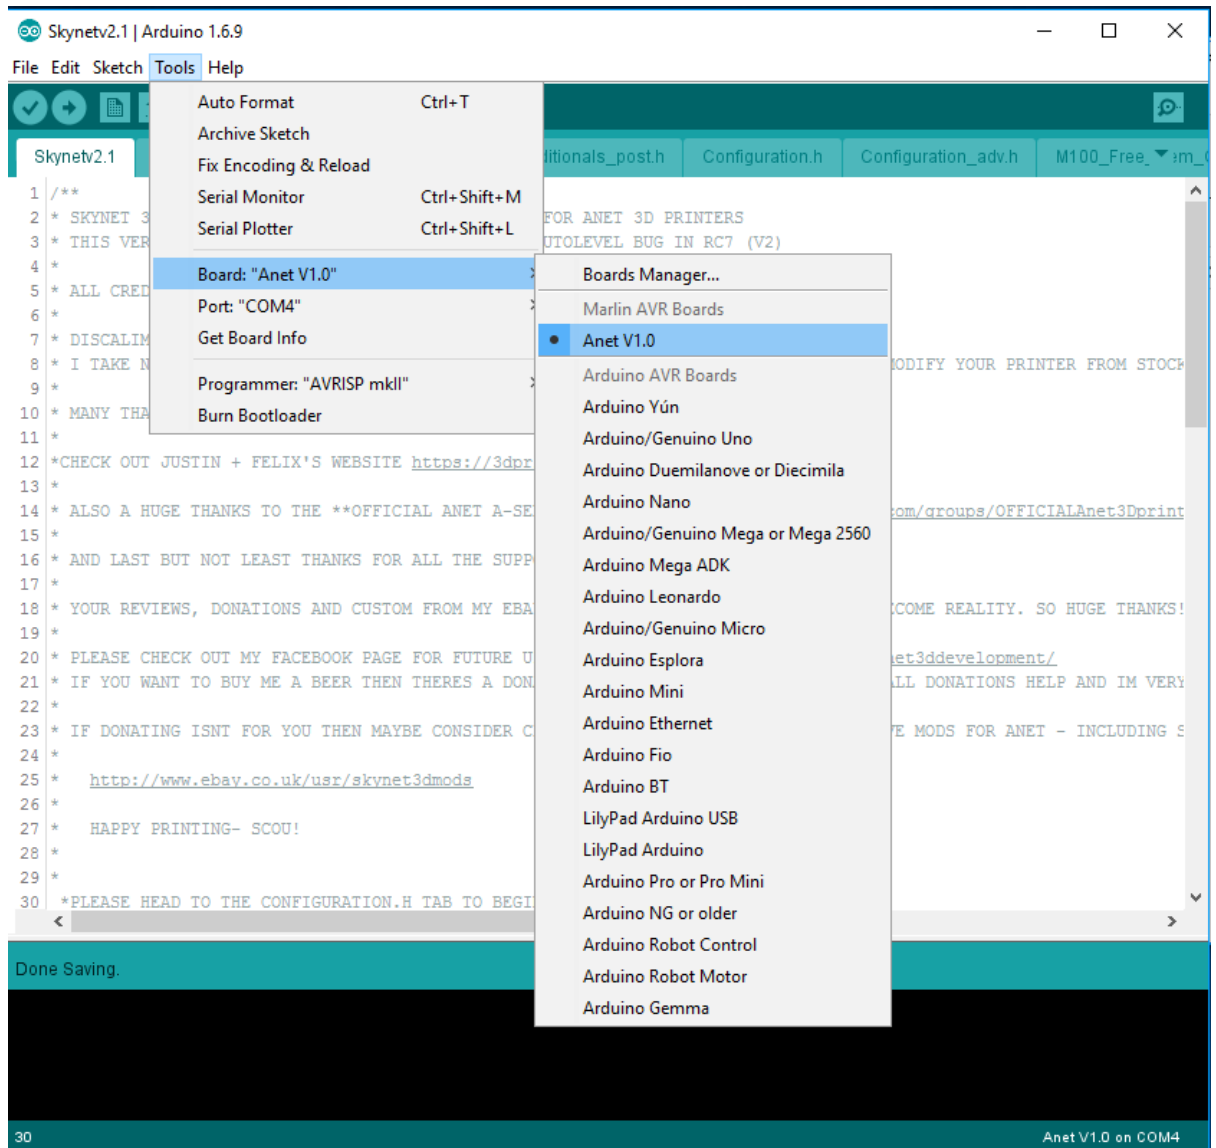 Skynetv2.1 | Arduino 1.6.9
File Edit Sketch Tools Help
Auto Format Ctrl+T
Archive Sketch
Fix Encoding & Reload
Serial Monitor Ctrl+Shift+M
Serial Plotter Ctrl+Shift+L
Board: "Anet V1.0"
Port: "COM4"
Get Board Info
Programmer: "AVRISP mkII"
Burn Bootloader
Boards Manager...
Marlin AVR Boards
Anet V1.0
Arduino AVR Boards
Arduino Yún
Arduino/Genuino Uno
Arduino Duemilanove or Diecimila
Arduino Nano
Arduino/Genuino Mega or Mega 2560
Arduino Mega ADK
Arduino Leonardo
Arduino/Genuino Micro
Arduino Esplora
Arduino Mini
Arduino Ethernet
Arduino Fio
Arduino BT
LilyPad Arduino USB
LilyPad Arduino
Arduino Pro or Pro Mini
Arduino NG or older
Arduino Robot Control
Arduino Robot Motor
Arduino Gemma
Skynetv2.1 ditionals_post.h Configuration.h Configuration_adv.h M100_Free_
1 /**
2 * SKYNET 3 FOR ANET 3D PRINTERS
3 * THIS VER UTOLEVEL BUG IN RC7 (V2)
4 *
5 * ALL CRED
6 *
7 * DISCALIM
8 * I TAKE N ODIFY YOUR PRINTER FROM STOCK
9 *
10 * MANY THA
11 *
12 *CHECK OUT JUSTIN + FELIX'S WEBSITE https://3dpr
13 *
14 * ALSO A HUGE THANKS TO THE **OFFICIAL ANET A-SE om/groups/OFFICIALAnet3Dprint
15 *
16 * AND LAST BUT NOT LEAST THANKS FOR ALL THE SUPP
17 *
18 * YOUR REVIEWS, DONATIONS AND CUSTOM FROM MY EBA COME REALITY. SO HUGE THANKS!
19 *
20 * PLEASE CHECK OUT MY FACEBOOK PAGE FOR FUTURE U et3ddevelopment/
21 * IF YOU WANT TO BUY ME A BEER THEN THERES A DON LL DONATIONS HELP AND IM VERY
22 *
23 * IF DONATING ISNT FOR YOU THEN MAYBE CONSIDER C E MODS FOR ANET - INCLUDING S
24 *
25 * http://www.ebay.co.uk/usr/skynet3dmods
26 *
27 * HAPPY PRINTING- SCOU!
28 *
29 *
30 *PLEASE HEAD TO THE CONFIGURATION.H TAB TO BEGI
Done Saving.
30 Anet V1.0 on COM4